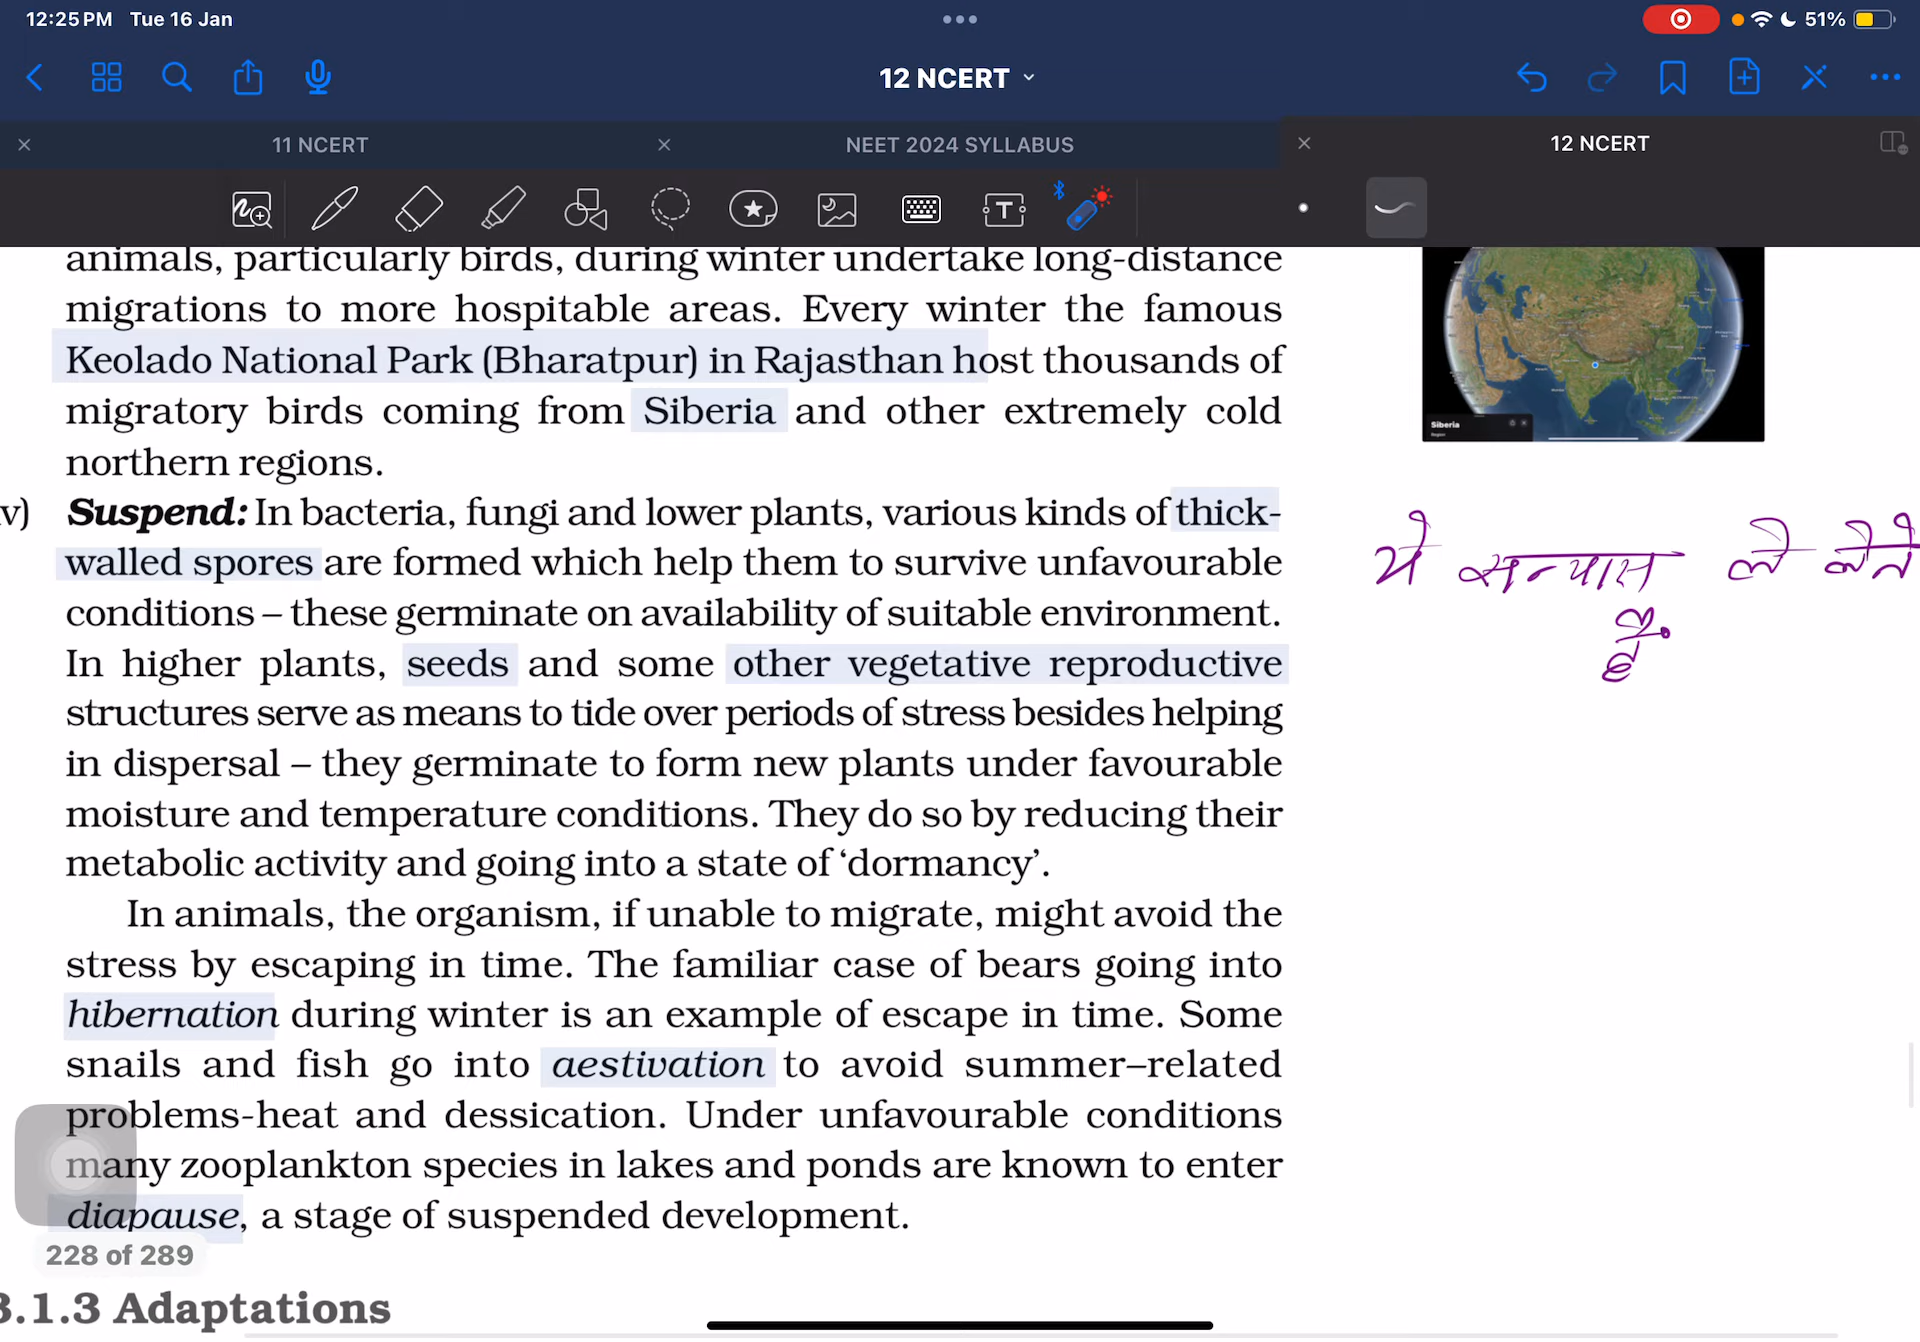 12:25 PM Tue 16 Jan
51%
12 NCERT
11 NCERT
NEET 2024 SYLLABUS
12 NCERT
animals, particularly birds, during winter undertake long-distance
migrations to more hospitable areas. Every winter the famous
Keolado National Park (Bharatpur) in Rajasthan host thousands of
migratory birds coming from Siberia and other extremely cold
northern regions.
Siberia
Region
v) Suspend: In bacteria, fungi and lower plants, various kinds of thick-
walled spores are formed which help them to survive unfavourable
conditions – these germinate on availability of suitable environment.
In higher plants, seeds and some other vegetative reproductive
structures serve as means to tide over periods of stress besides helping
in dispersal – they germinate to form new plants under favourable
moisture and temperature conditions. They do so by reducing their
metabolic activity and going into a state of ‘dormancy’.
ये सन्यास ले लेते
हैं
In animals, the organism, if unable to migrate, might avoid the
stress by escaping in time. The familiar case of bears going into
hibernation during winter is an example of escape in time. Some
snails and fish go into aestivation to avoid summer–related
problems-heat and dessication. Under unfavourable conditions
many zooplankton species in lakes and ponds are known to enter
diapause, a stage of suspended development.
228 of 289
3.1.3 Adaptations